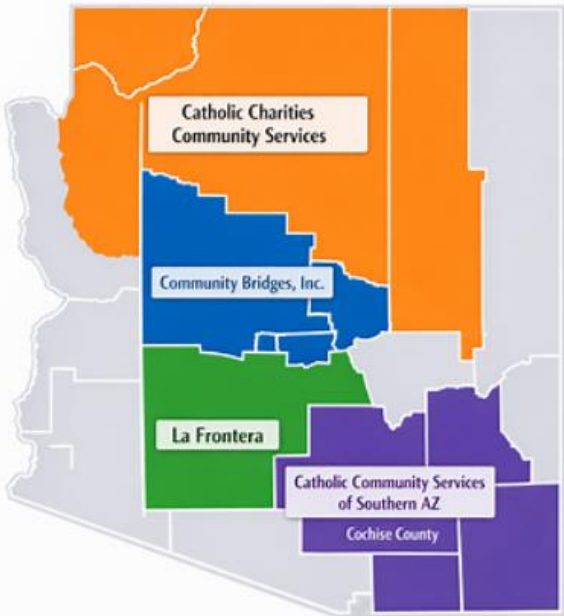 Catholic Charities
Community Services
Community Bridges, Inc.
La Frontera
Catholic Community Services
of Southern AZ
Cochise County